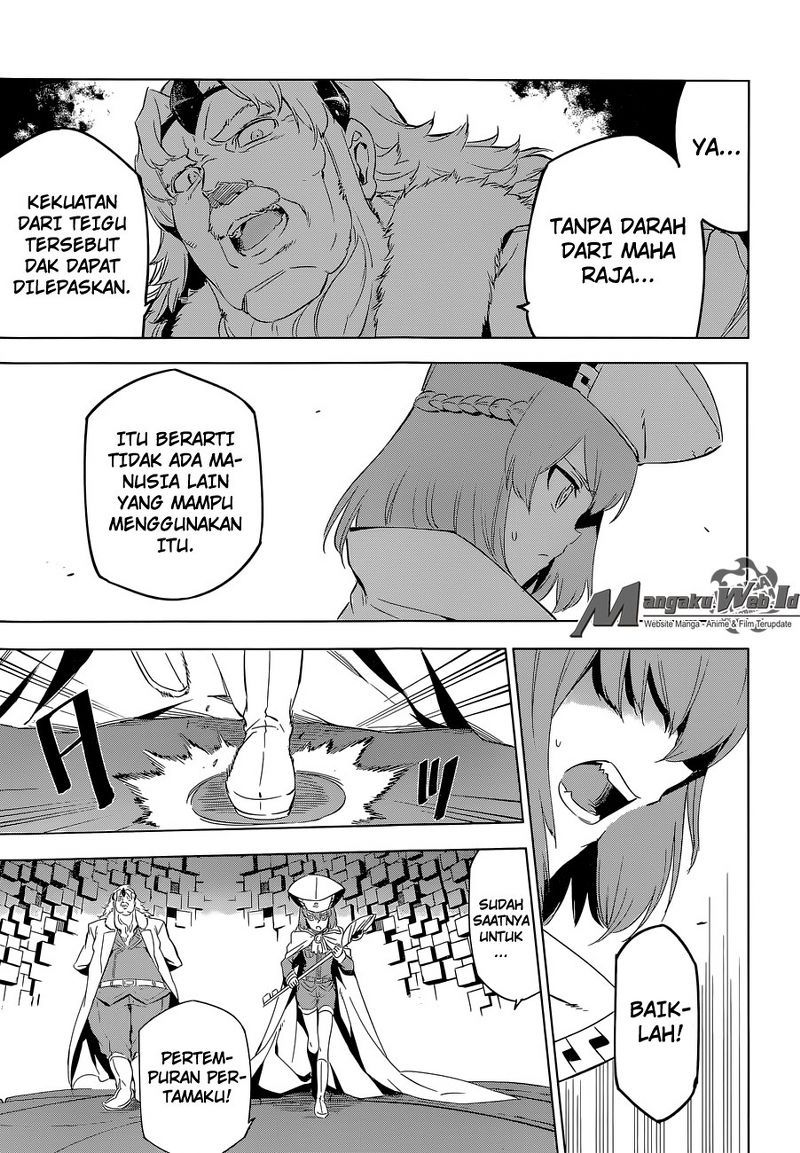 YA...
TANPA DARAH
DARI MAHA
RAJA...
KEKUATAN
DARI TEIGU
TERSEBUT
DAK DAPAT
DILEPASKAN.
ITU BERARTI
TIDAK ADA MA-
NUSIA LAIN
YANG MAMPU
MENGGUNAKAN
ITU.
Mangaku Web.Id
Website Manga - Anime & Film Terupdate
BAIK-
LAH!
SUDAH
SAATNYA
UNTUK
...
PERTEM-
PURAN PER-
TAMAKU!